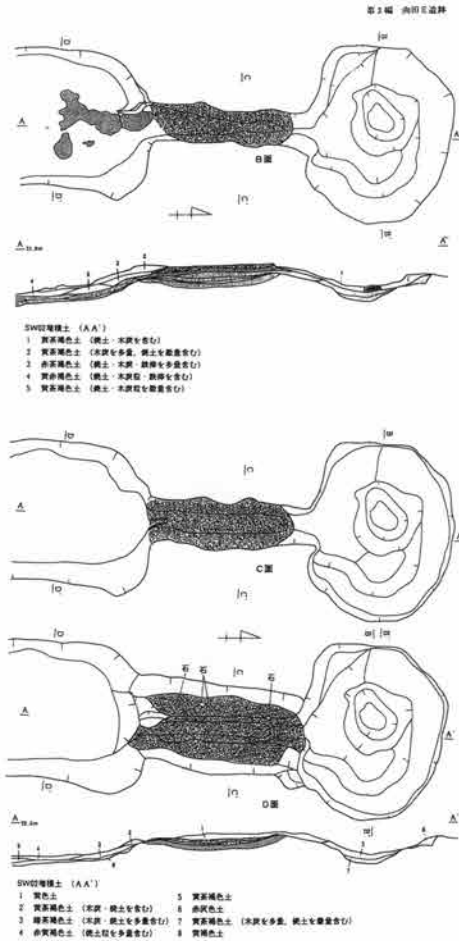 第3編 向田E遺跡
A
B面
A
A'
4 3 3 2 1
SW02堆積土 (AA')
1 黄茶褐色土 (焼土・木炭を含む)
2 黄茶褐色土 (木炭を多量，焼土を微量含む)
3 赤茶褐色土 (焼土・木炭・鉄滓を多量含む)
4 黄赤褐色土 (焼土・木炭粒・鉄滓を含む)
5 黄茶褐色土 (焼土・木炭粒を微量含む)
A
C面
石 石 石
A
A'
D面
A
A'
SW02堆積土 (AA')
1 黄色土
2 黄茶褐色土 (木炭・焼土を含む)
3 暗茶褐色土 (木炭・焼土を多量含む)
4 赤黄褐色土 (焼土粒を多量含む)
5 黄茶褐色土
6 赤灰色土
7 黄茶褐色土 (木炭を多量，焼土を微量含む)
8 黄褐色土